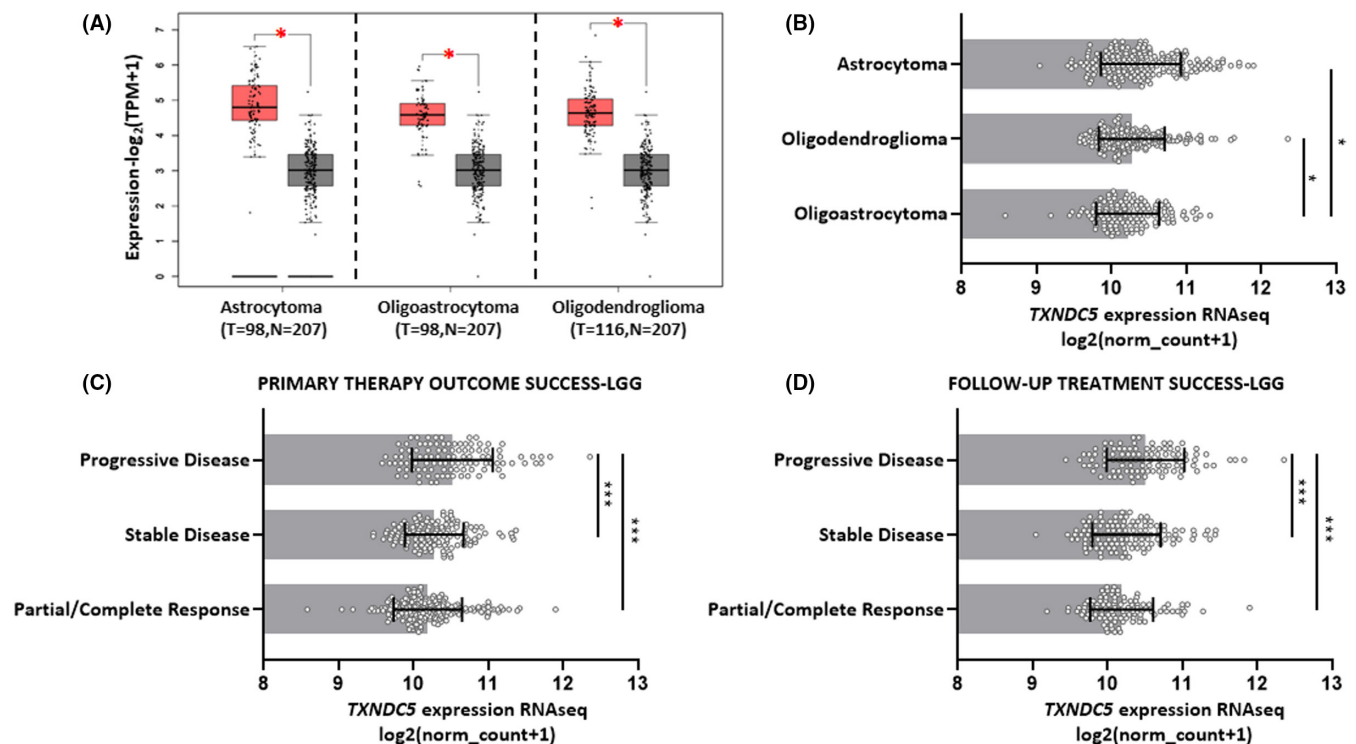 (A)
Expression-log2(TPM+1)
7
6
5
4
3
2
1
0
*
*
*
Astrocytoma
(T=98,N=207)
Oligoastrocytoma
(T=98,N=207)
Oligodendroglioma
(T=116,N=207)
(B)
Astrocytoma
Oligodendroglioma
Oligoastrocytoma
*
*
8 9 10 11 12 13
TXNDC5 expression RNAseq
log2(norm_count+1)
(C)
PRIMARY THERAPY OUTCOME SUCCESS-LGG
Progressive Disease
Stable Disease
Partial/Complete Response
***
***
8 9 10 11 12 13
TXNDC5 expression RNAseq
log2(norm_count+1)
(D)
FOLLOW-UP TREATMENT SUCCESS-LGG
Progressive Disease
Stable Disease
Partial/Complete Response
***
***
8 9 10 11 12 13
TXNDC5 expression RNAseq
log2(norm_count+1)